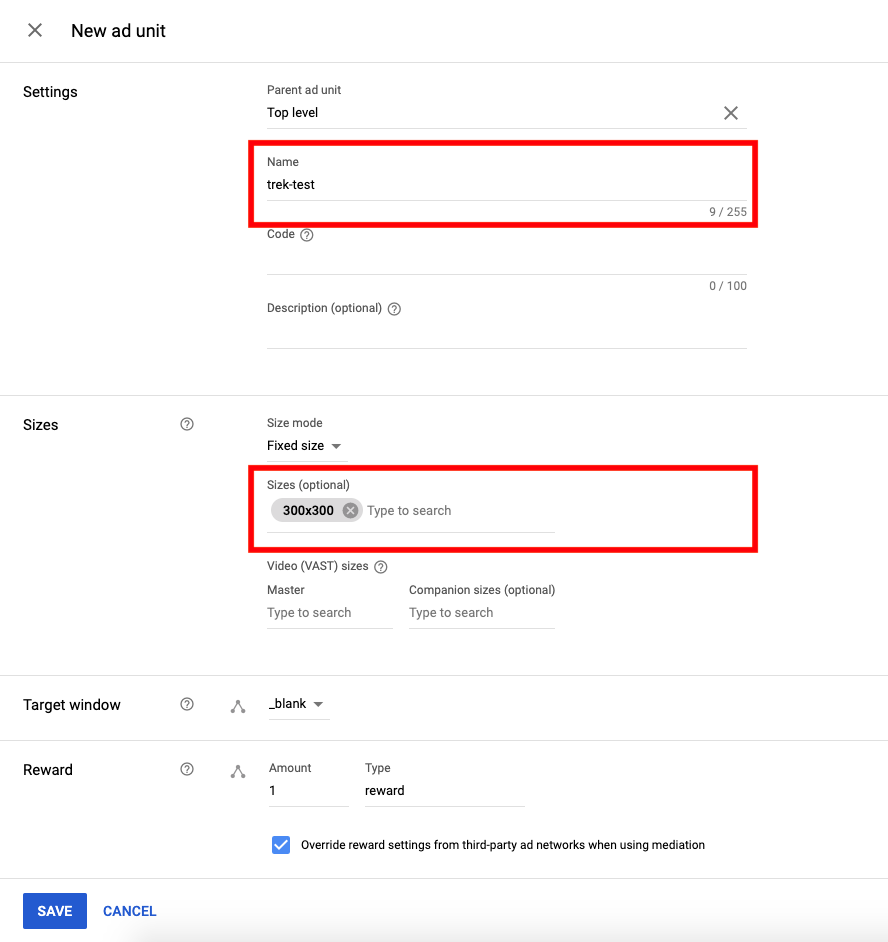 New ad unit
Settings
Parent ad unit
Top level
Name
trek-test
9 / 255
Code
0 / 100
Description (optional)
Sizes
Size mode
Fixed size
Sizes (optional)
300x300 Type to search
Video (VAST) sizes
Master Companion sizes (optional)
Type to search Type to search
Target window _blank
Reward
Amount Type
1 reward
Override reward settings from third-party ad networks when using mediation
SAVE CANCEL